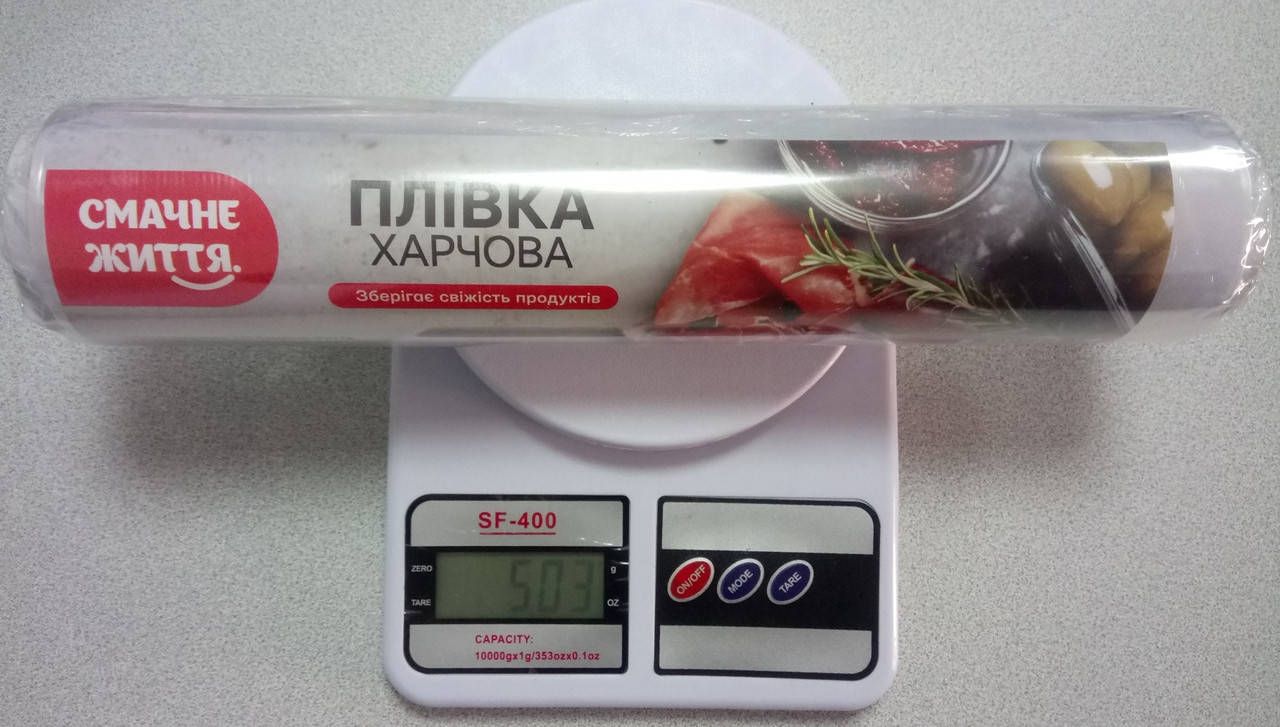 СМАЧНЕ
ЖИТТЯ.
ПЛІВКА
ХАРЧОВА
Зберігає свіжість продуктів
SF-400
ZERO
g
503
TARE
OZ
CAPACITY:
10000gx1g/353ozx0.1oz
ON/OFF
MODE
TARE